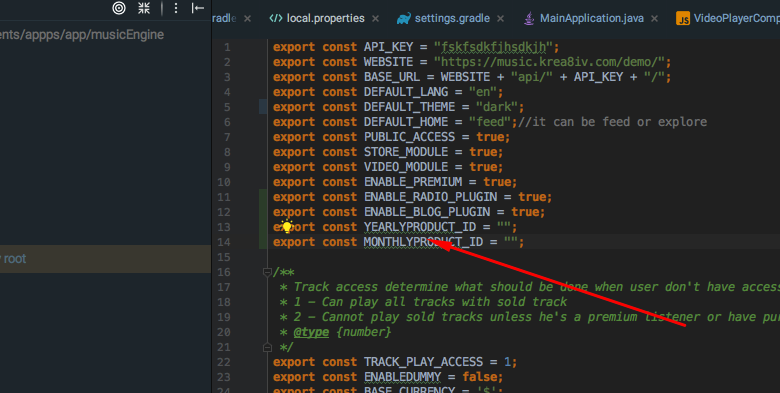 radle
local.properties
settings.gradle
MainApplication.java
VideoPlayerComp
ents/appps/app/musicEngine
root
1 export const API_KEY = "fskfsdkfjhsdkjh";
2 export const WEBSITE = "https://music.krea8iv.com/demo/";
3 export const BASE_URL = WEBSITE + "api/" + API_KEY + "/";
4 export const DEFAULT_LANG = "en";
5 export const DEFAULT_THEME = "dark";
6 export const DEFAULT_HOME = "feed";//it can be feed or explore
7 export const PUBLIC_ACCESS = true;
8 export const STORE_MODULE = true;
9 export const VIDEO_MODULE = true;
10 export const ENABLE_PREMIUM = true;
11 export const ENABLE_RADIO_PLUGIN = true;
12 export const ENABLE_BLOG_PLUGIN = true;
13 export const YEARLYPRODUCT_ID = "";
14 export const MONTHLYPRODUCT_ID = "";
15
16 /**
17 * Track access determine what should be done when user don't have access
18 * 1 - Can play all tracks with sold track
19 * 2 - Cannot play sold tracks unless he's a premium listener or have pur
20 * @type {number}
21 */
22 export const TRACK_PLAY_ACCESS = 1;
23 export const ENABLEDUMMY = false;
24 export const BASE_CURRENCY = '$';